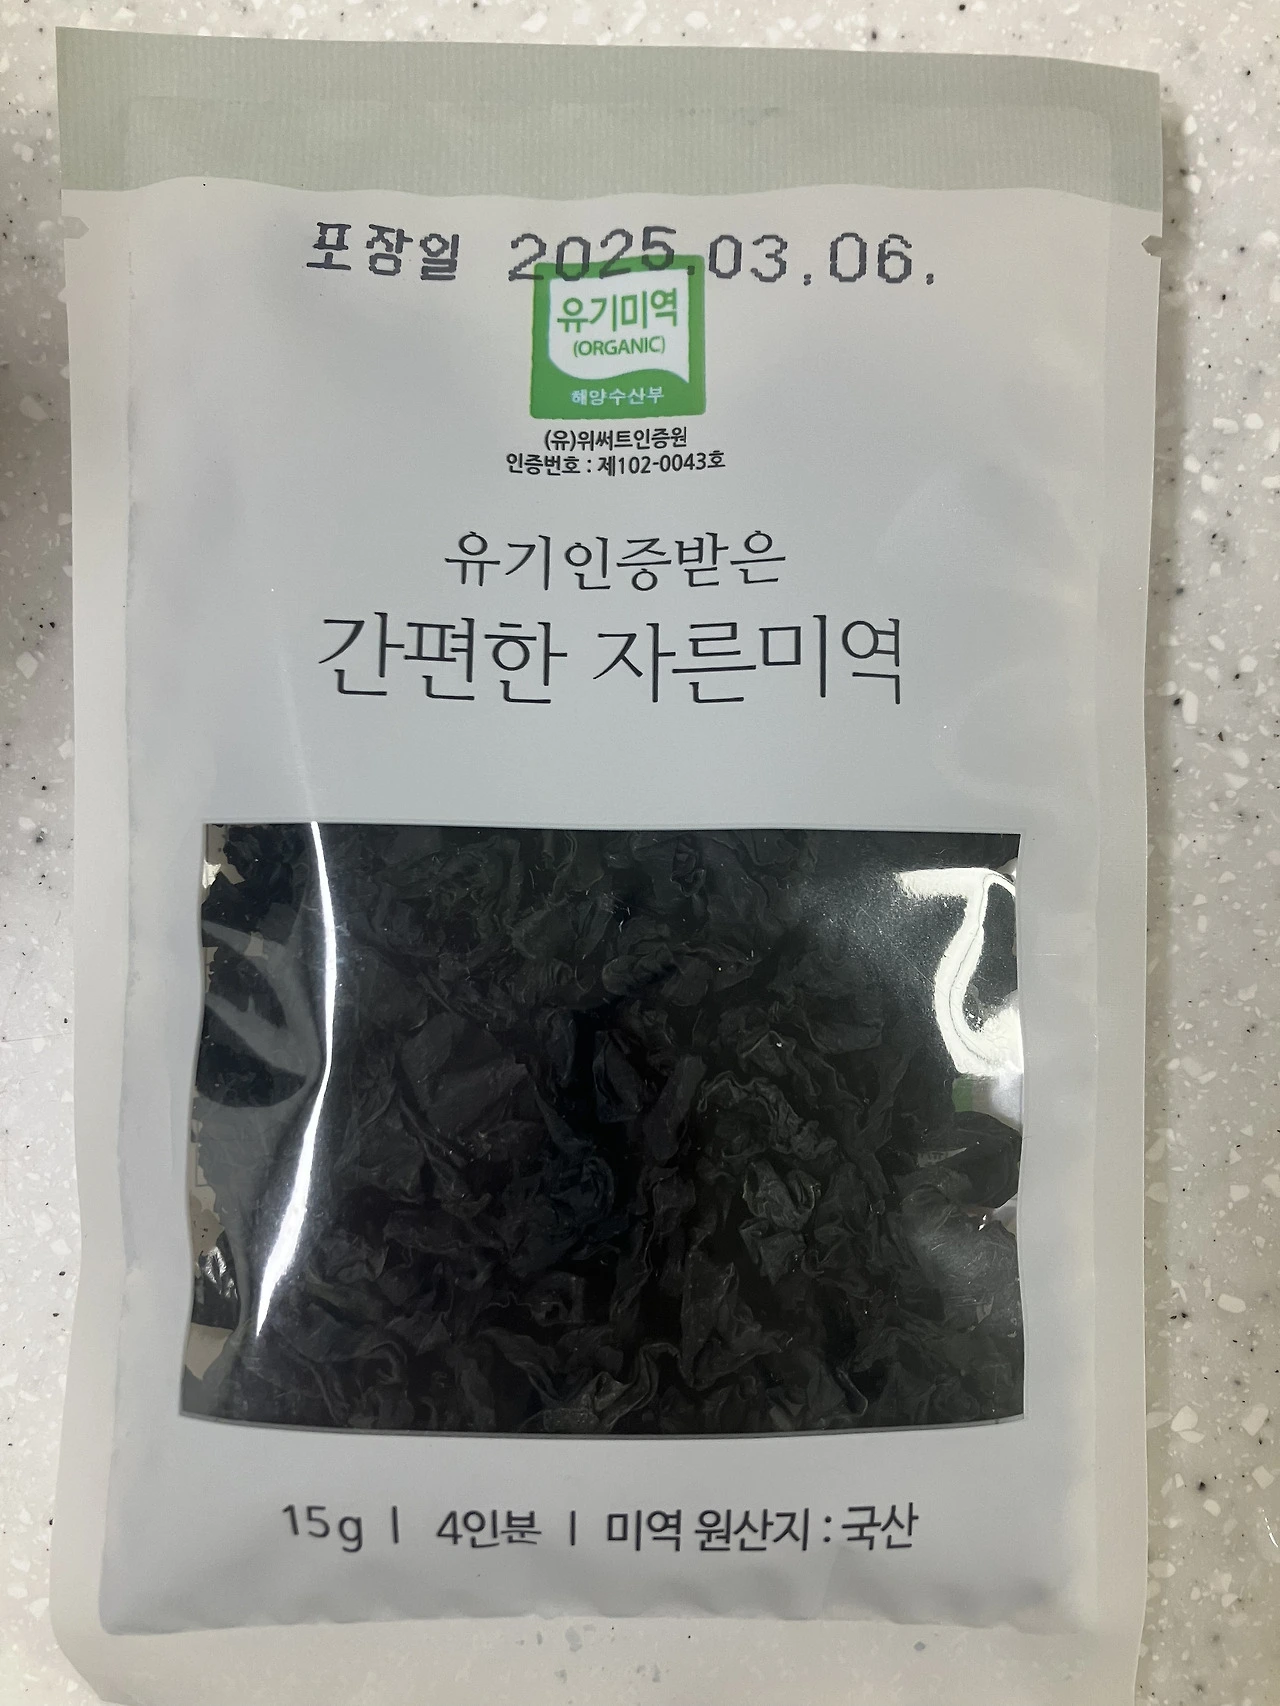 포장일 2025.03.06.
유기미역
(ORGANIC)
해양수산부
(유)위써트인증원
인증번호 : 제102-0043호
유기인증받은
간편한 자른미역
15g | 4인분 | 미역 원산지 : 국산